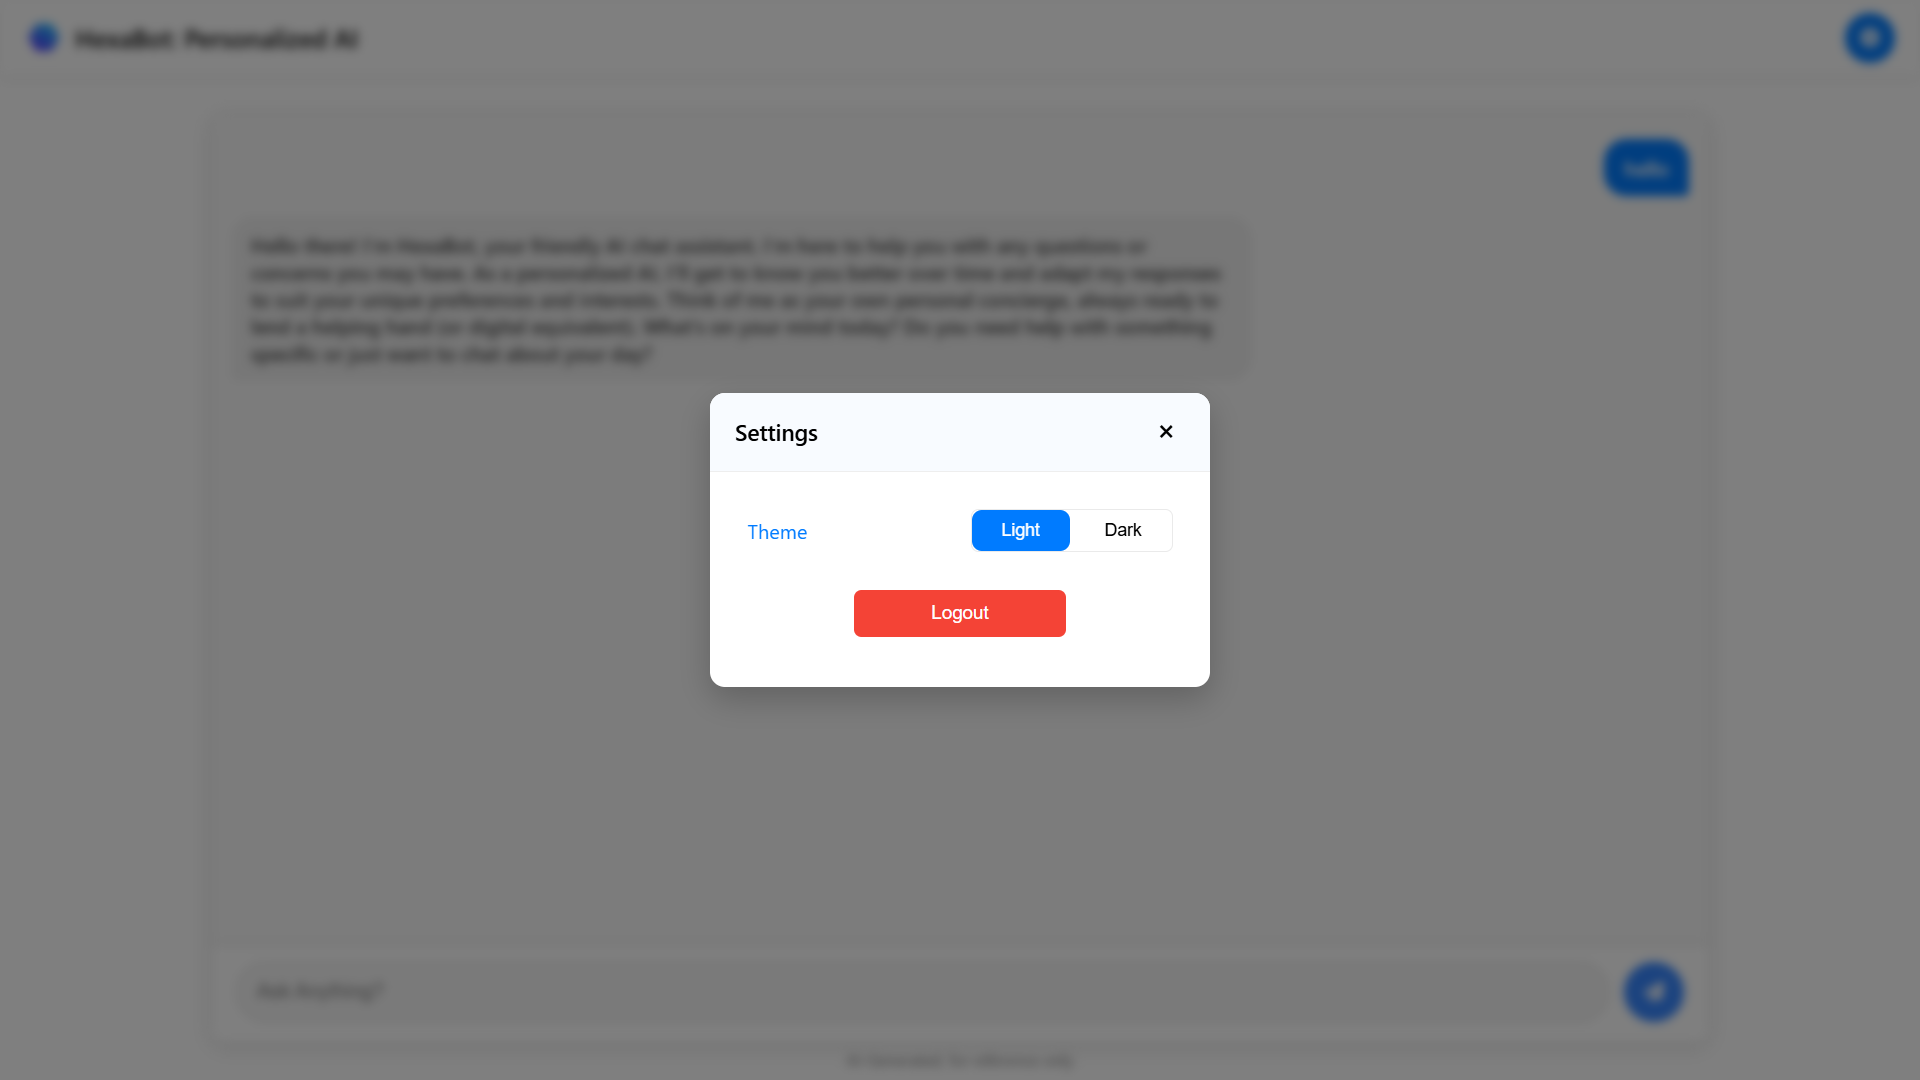 HexaBot: Personalized AI
hello
Hello there! I'm HexaBot, your friendly AI chat assistant. I'm here to help you with any questions or
concerns you may have. As a personalized AI, I'll get to know you better over time and adapt my responses
to suit your unique preferences and interests. Think of me as your own personal concierge, always ready to
lend a helping hand (or digital equivalent). What's on your mind today? Do you need help with something
specific or just want to chat about your day?
Settings
×
Theme
Light
Dark
Logout
Ask Anything?